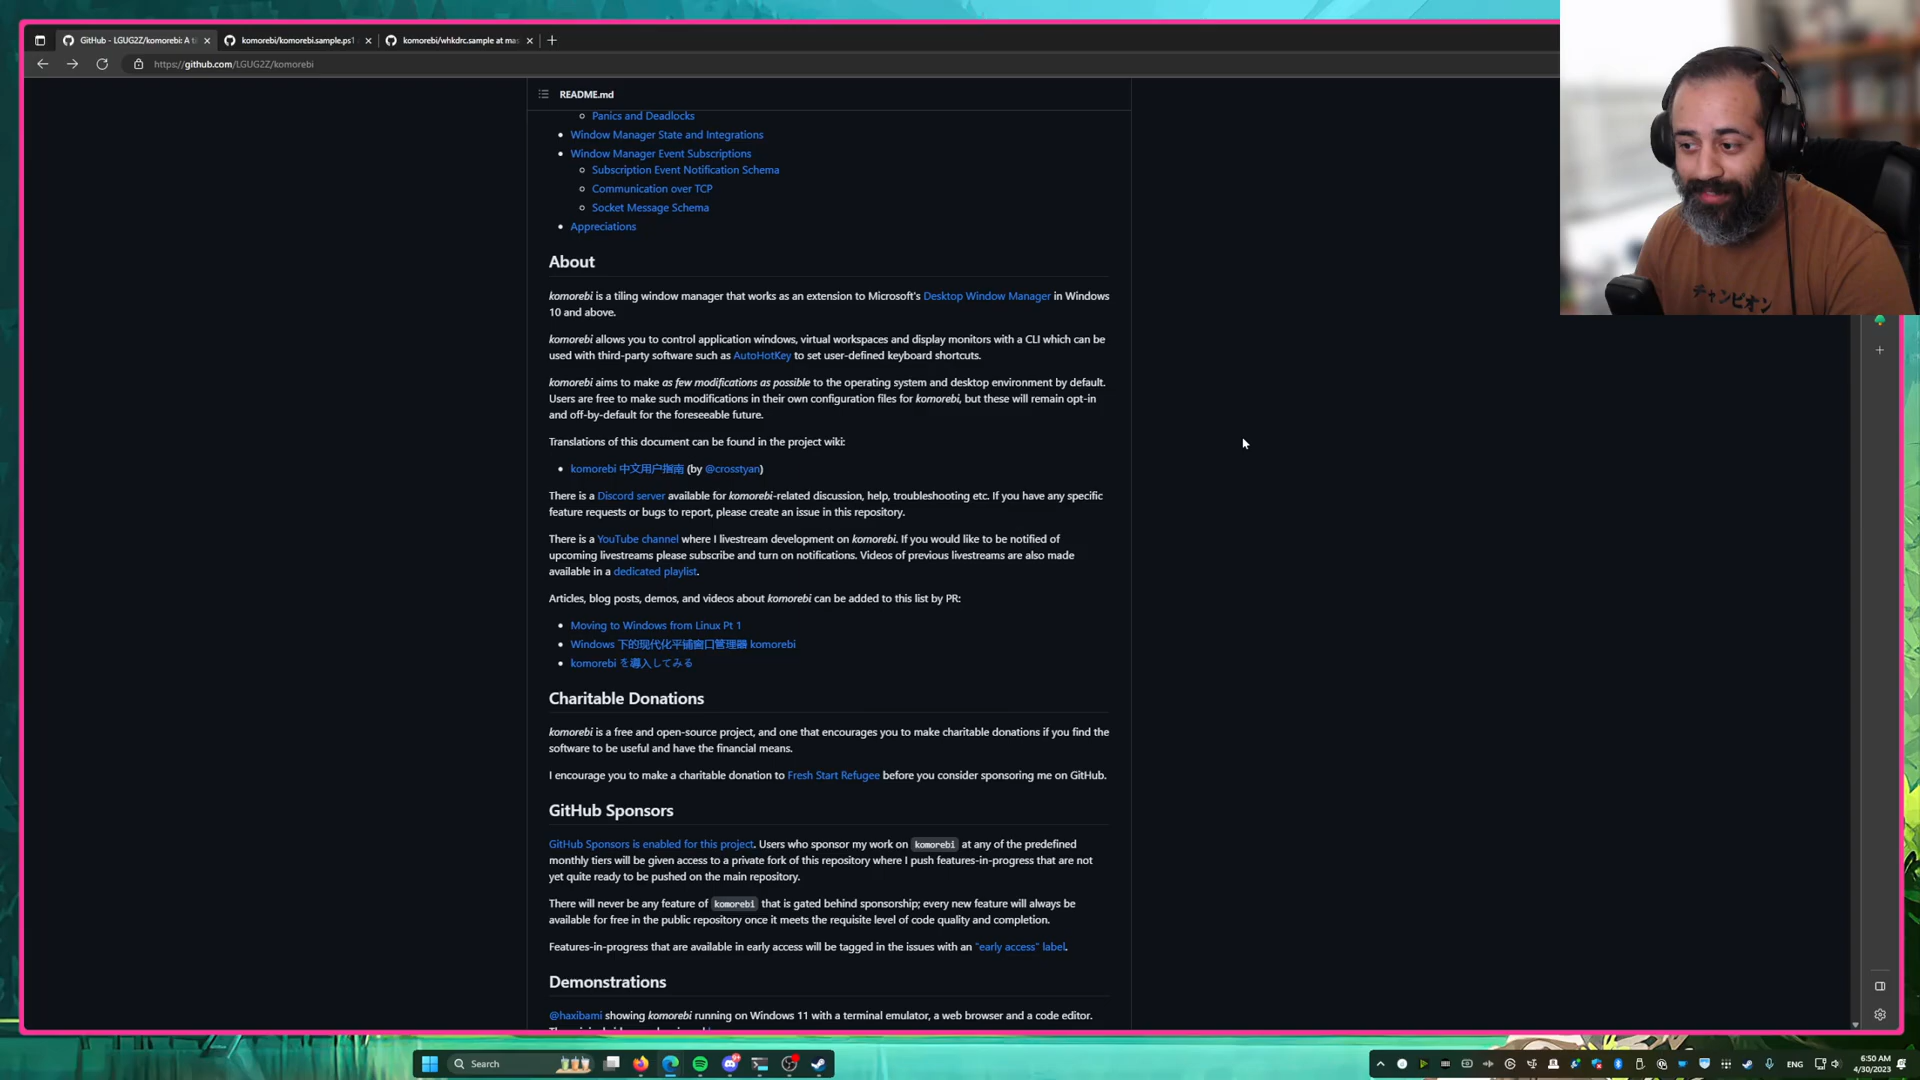 GitHub - LGUG2Z/komorebi: A t
komorebi/komorebi.sample.ps1
komorebi/whkdrc.sample at mas
https://github.com/LGUG2Z/komorebi
README.md
Panics and Deadlocks
Window Manager State and Integrations
Window Manager Event Subscriptions
Subscription Event Notification Schema
Communication over TCP
Socket Message Schema
Appreciations
About
komorebi is a tiling window manager that works as an extension to Microsoft's Desktop Window Manager in Windows
10 and above.
komorebi allows you to control application windows, virtual workspaces and display monitors with a CLI which can be
used with third-party software such as AutoHotKey to set user-defined keyboard shortcuts.
komorebi aims to make as few modifications as possible to the operating system and desktop environment by default.
Users are free to make such modifications in their own configuration files for komorebi, but these will remain opt-in
and off-by-default for the foreseeable future.
Translations of this document can be found in the project wiki:
komorebi 中文用户指南 (by @crosstyan)
There is a Discord server available for komorebi-related discussion, help, troubleshooting etc. If you have any specific
feature requests or bugs to report, please create an issue in this repository.
There is a YouTube channel where I livestream development on komorebi. If you would like to be notified of
upcoming livestreams please subscribe and turn on notifications. Videos of previous livestreams are also made
available in a dedicated playlist.
Articles, blog posts, demos, and videos about komorebi can be added to this list by PR:
Moving to Windows from Linux Pt 1
Windows 下的现代化平铺窗口管理器 komorebi
komorebi を導入してみる
Charitable Donations
komorebi is a free and open-source project, and one that encourages you to make charitable donations if you find the
software to be useful and have the financial means.
I encourage you to make a charitable donation to Fresh Start Refugee before you consider sponsoring me on GitHub.
GitHub Sponsors
GitHub Sponsors is enabled for this project. Users who sponsor my work on komorebi at any of the predefined
monthly tiers will be given access to a private fork of this repository where I push features-in-progress that are not
yet quite ready to be pushed on the main repository.
There will never be any feature of komorebi that is gated behind sponsorship; every new feature will always be
available for free in the public repository once it meets the requisite level of code quality and completion.
Features-in-progress that are available in early access will be tagged in the issues with an "early access" label.
Demonstrations
@haxibami showing komorebi running on Windows 11 with a terminal emulator, a web browser and a code editor.
チャンピオン
Search
ENG
6:50 AM
4/30/2023